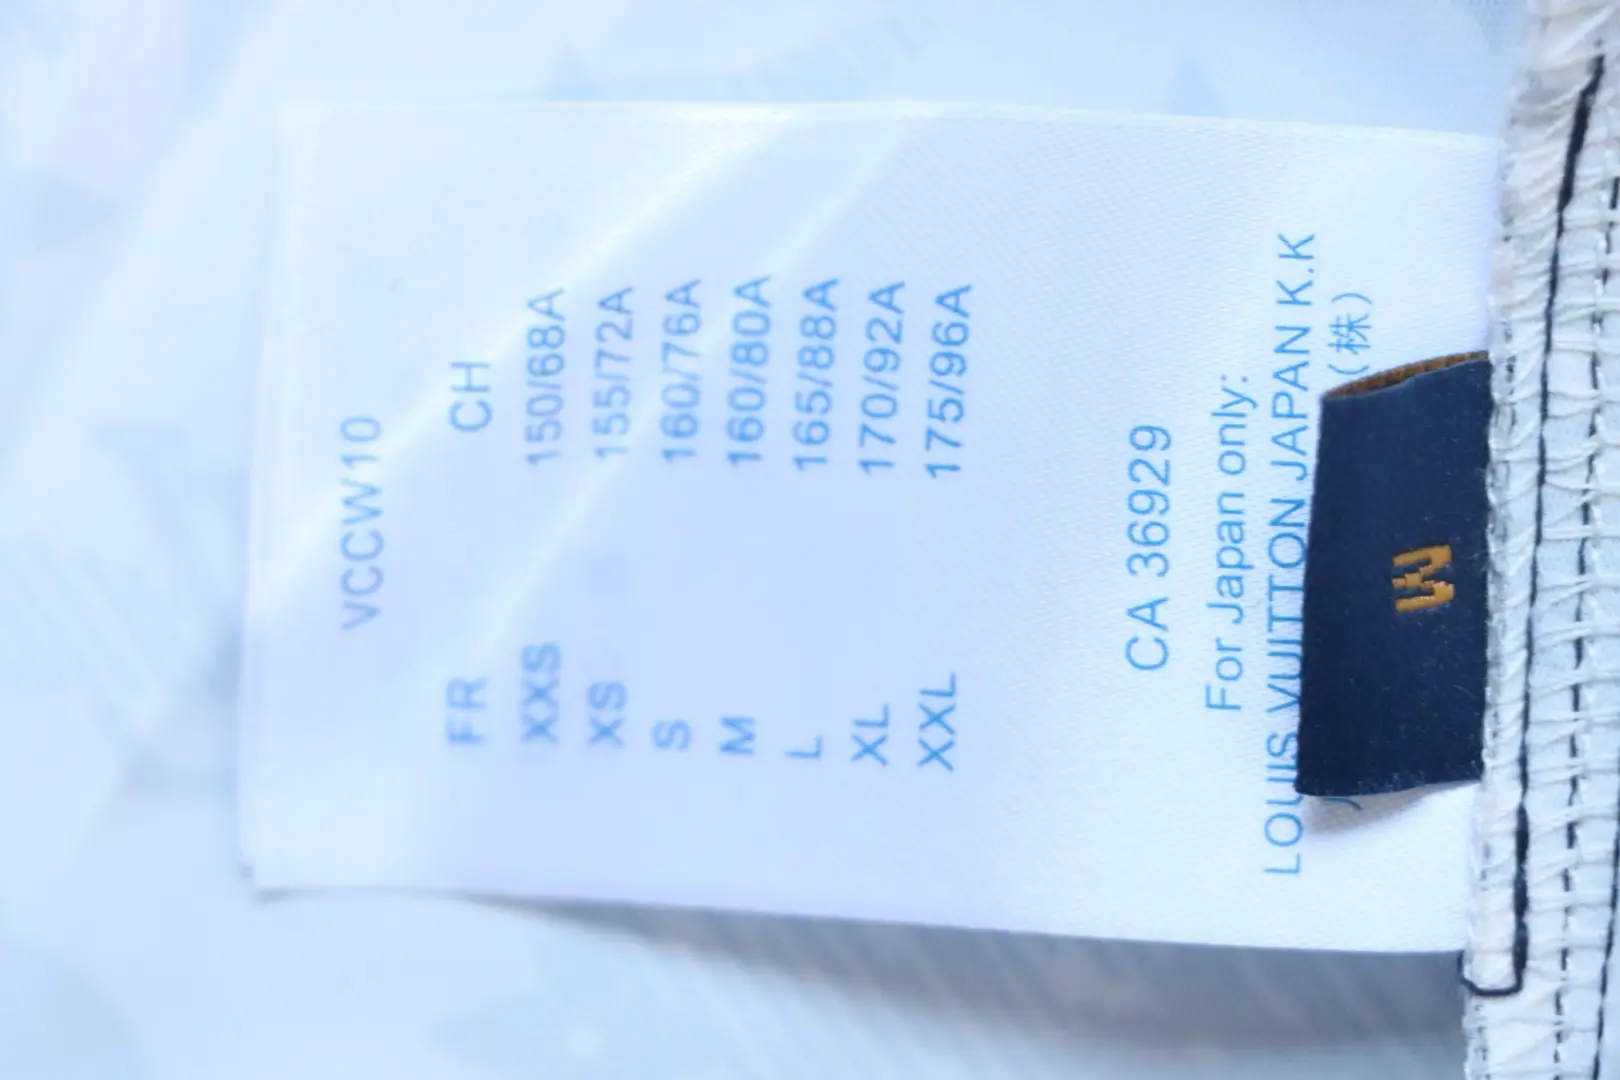 VCCW10
FR CH
XXS 150/68A
XS 155/72A
S 160/76A
M 160/80A
L 165/88A
XL 170/92A
XXL 175/96A
CA 36929
For Japan only:
LOUIS VUITTON JAPAN K.K
(株)
M